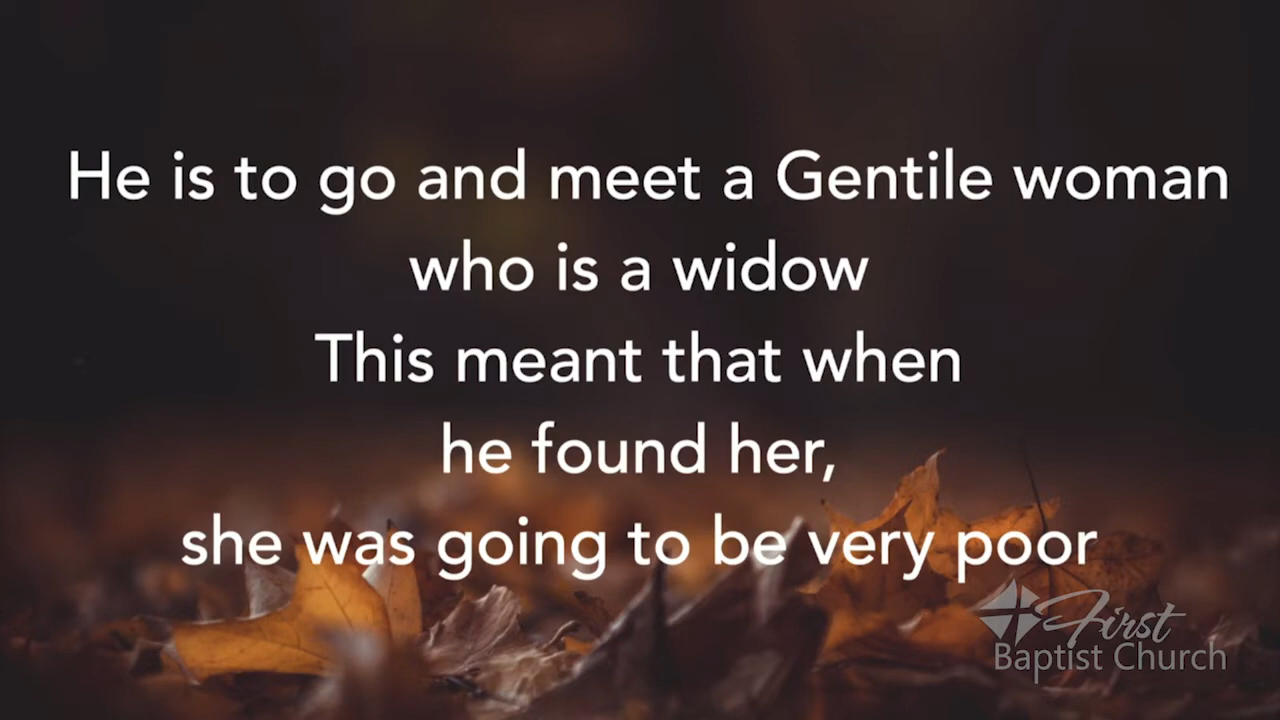 He is to go and meet a Gentile woman
who is a widow
This meant that when
he found her,
she was going to be very poor
First
Baptist Church